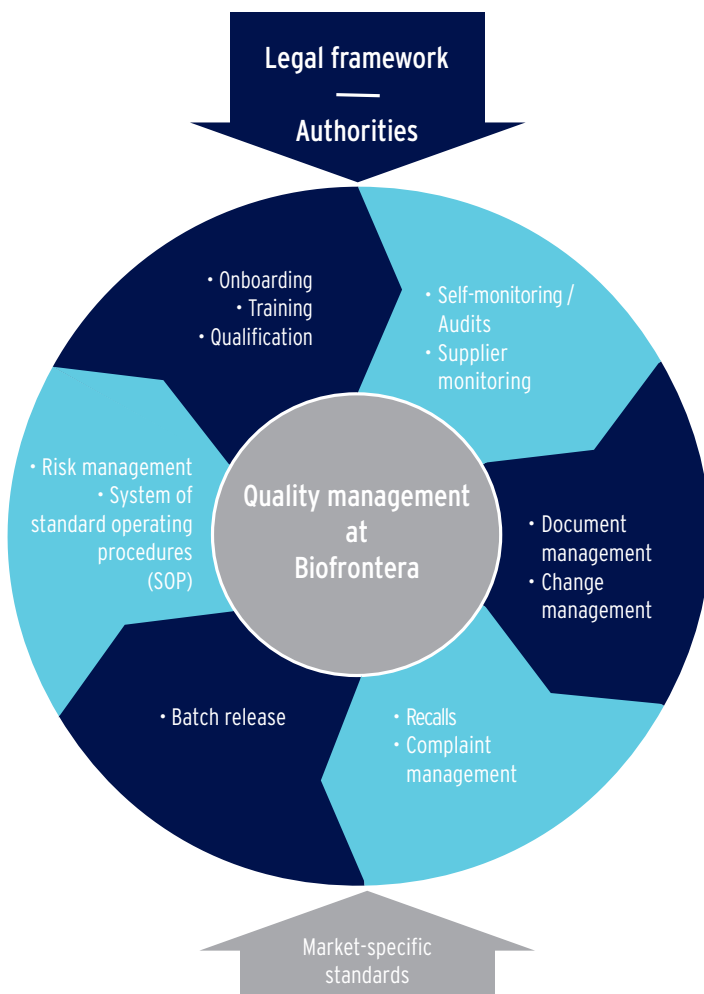 Legal framework
Authorities
• Onboarding
• Training
• Qualification
• Self-monitoring /
Audits
• Supplier
monitoring
• Risk management
• System of
standard operating
procedures
(SOP)
Quality management
at
Biofrontera
• Document
management
• Change
management
• Batch release
• Recalls
• Complaint
management
Market-specific
standards